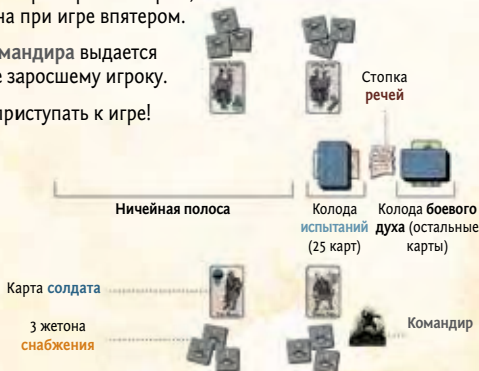 на при игре впятером.
мандира выдается
е заросшему игроку.
приступать к игре!
Стопка
речей
Ничейная полоса
Колода
испытаний
(25 карт)
Колода боевого
духа (остальные
карты)
Карта солдата
3 жетона
снабжения
Командир